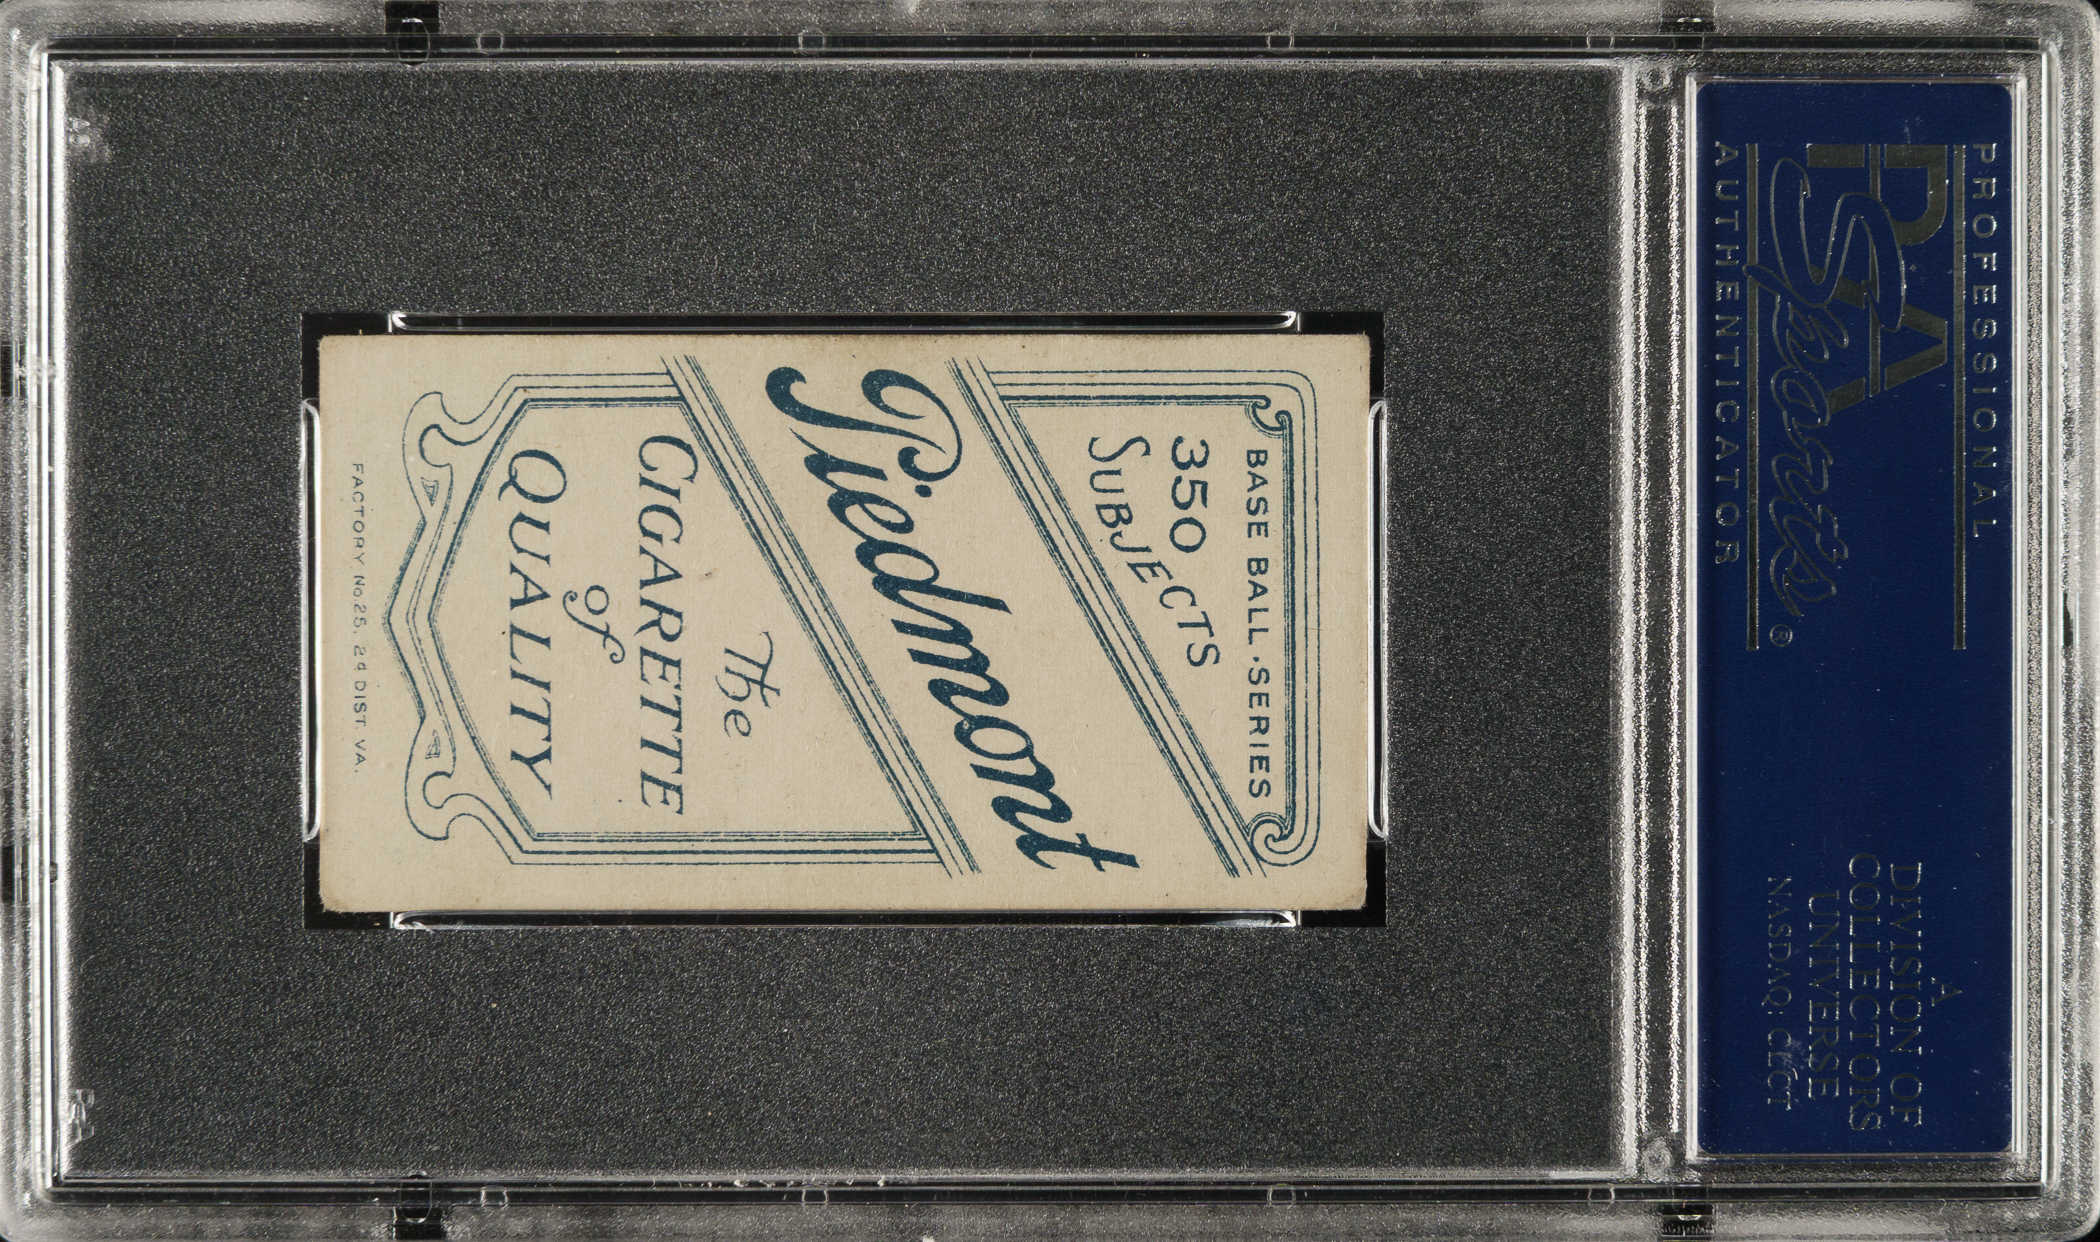 PROFESSIONAL
PSA
Sports®
AUTHENTICATOR
A
DIVISION OF
COLLECTORS
UNIVERSE
NASDAQ: CLCT
BASE BALL SERIES
350
SUBJECTS
Piedmont
The
CIGARETTE
of
QUALITY
FACTORY No. 25, 2d DIST. VA.